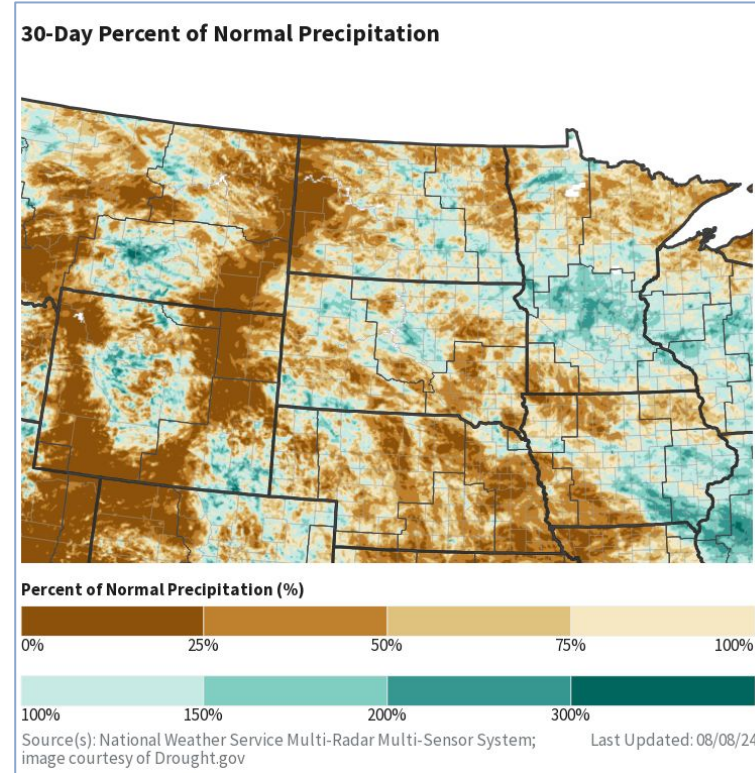 30-Day Percent of Normal Precipitation
Percent of Normal Precipitation (%)
0% 25% 50% 75% 100%
100% 150% 200% 300%
Source(s): National Weather Service Multi-Radar Multi-Sensor System; Last Updated: 08/08/24
image courtesy of Drought.gov